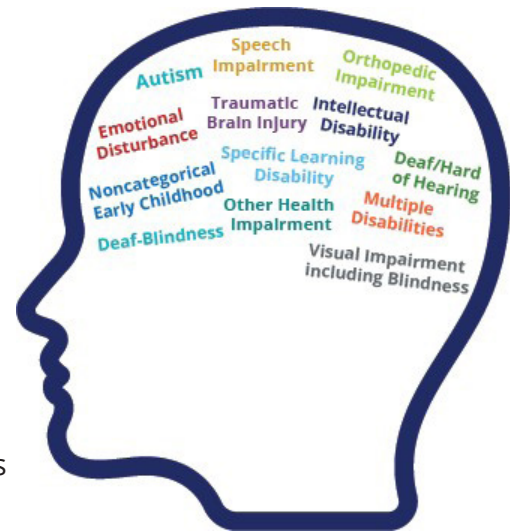 Speech
Impairment
Orthopedic
Impairment
Autism
Traumatic
Brain Injury
Intellectual
Disability
Emotional
Disturbance
Specific Learning
Disability
Deaf/Hard
of Hearing
Noncategorical
Early Childhood
Other Health
Impairment
Multiple
Disabilities
Deaf-Blindness
Visual Impairment
including Blindness
s